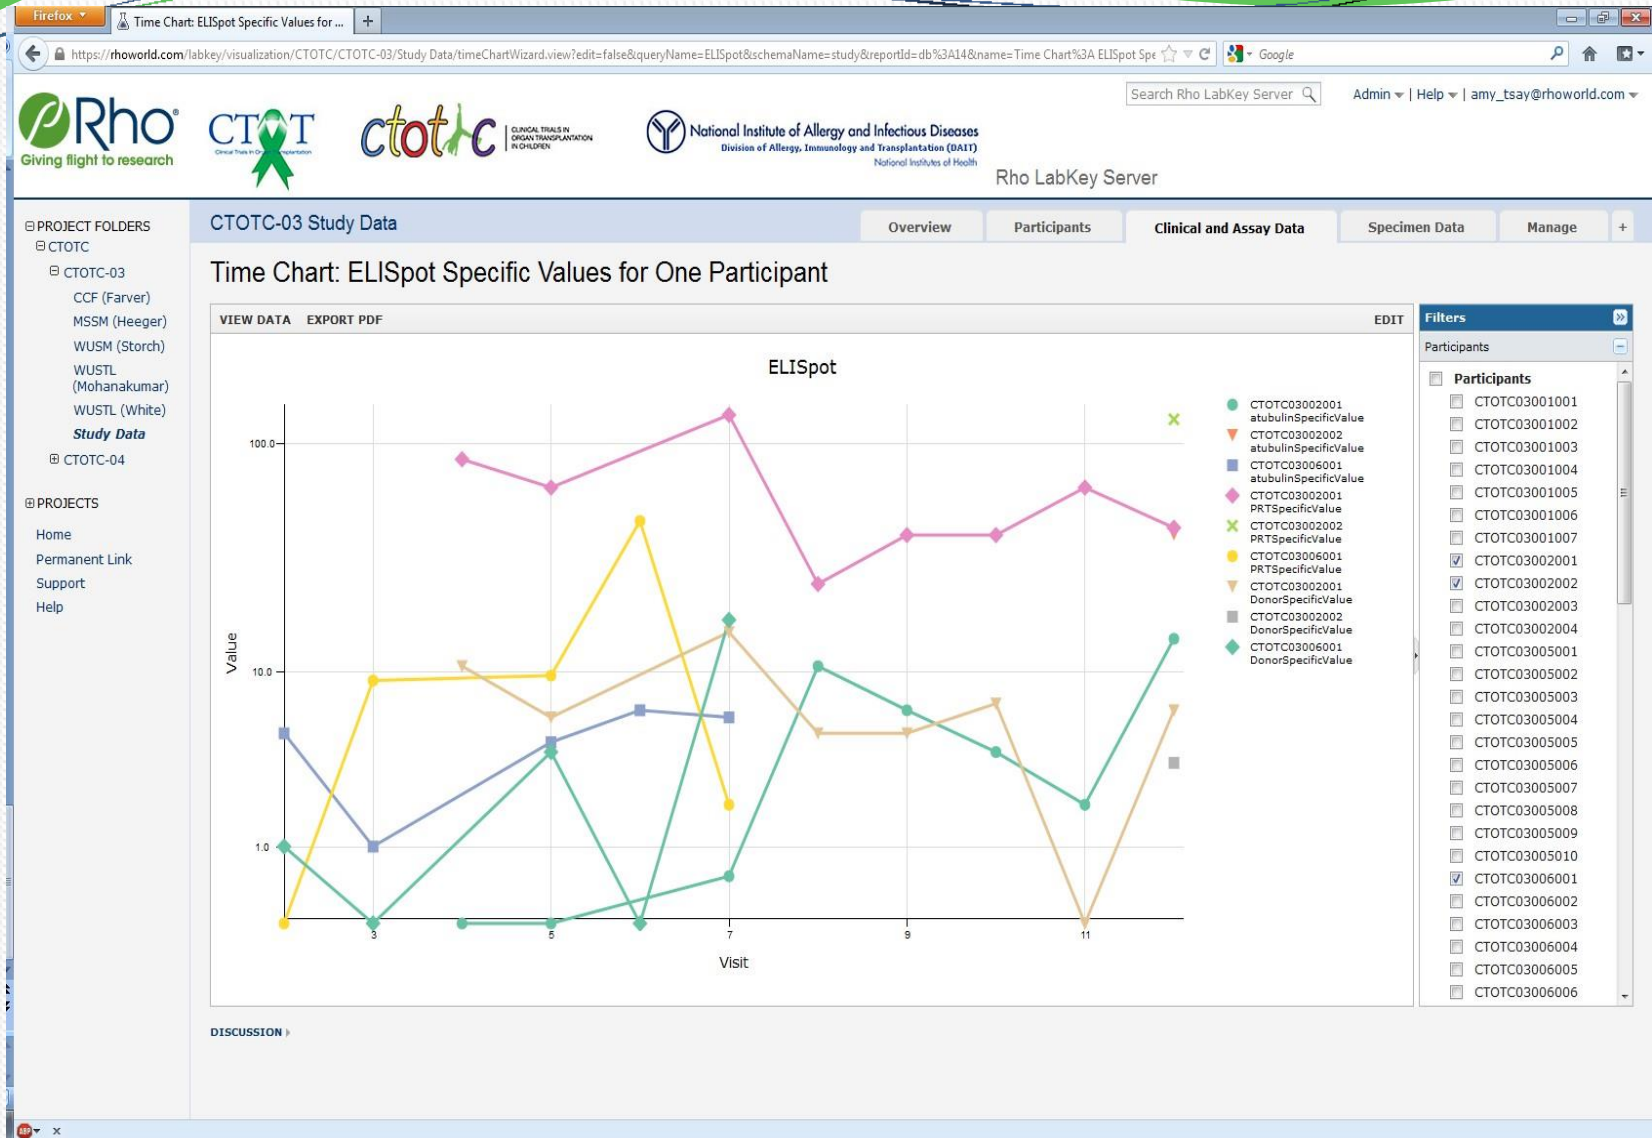 Firefox
Time Chart: ELISpot Specific Values for ...
https://rhoworld.com/labkey/visualization/CTOTC/CTOTC-03/Study Data/timeChartWizard.view?edit=false&queryName=ELISpot&schemaName=study&reportId=db%3A14&name=Time Chart%3A ELISpot Spe
Google
Search Rho LabKey Server
Admin | Help | amy_tsay@rhoworld.com
Rho®
Giving flight to research
CTOT
ctotc
CLINICAL TRIALS IN
ORGAN TRANSPLANTATION
IN CHILDREN
National Institute of Allergy and Infectious Diseases
Division of Allergy, Immunology
and Transplantation (DAIT)
National Institutes of Health
Rho LabKey Server
PROJECT FOLDERS
CTOTC
CTOTC-03
CCF (Farver)
MSSM (Heeger)
WUSM (Storch)
WUSTL
(Mohanakumar)
WUSTL (White)
Study Data
CTOTC-04
PROJECTS
Home
Permanent Link
Support
Help
CTOTC-03 Study Data
Overview
Participants
Clinical and Assay Data
Specimen Data
Manage
+
Time Chart: ELISpot Specific Values for One Participant
VIEW DATA EXPORT PDF
EDIT
ELISpot
Value
100.0
10.0
1.0
3
5
7
9
11
Visit
CTOTC03002001
atubulinSpecificValue
CTOTC03002002
atubulinSpecificValue
CTOTC03006001
atubulinSpecificValue
CTOTC03002001
PRTSpecificValue
CTOTC03002002
PRTSpecificValue
CTOTC03006001
PRTSpecificValue
CTOTC03002001
DonorSpecificValue
CTOTC03002002
DonorSpecificValue
CTOTC03006001
DonorSpecificValue
Filters
Participants
Participants
CTOTC03001001
CTOTC03001002
CTOTC03001003
CTOTC03001004
CTOTC03001005
CTOTC03001006
CTOTC03001007
CTOTC03002001
CTOTC03002002
CTOTC03002003
CTOTC03002004
CTOTC03005001
CTOTC03005002
CTOTC03005003
CTOTC03005004
CTOTC03005005
CTOTC03005006
CTOTC03005007
CTOTC03005008
CTOTC03005009
CTOTC03005010
CTOTC03006001
CTOTC03006002
CTOTC03006003
CTOTC03006004
CTOTC03006005
CTOTC03006006
DISCUSSION
ABP
x